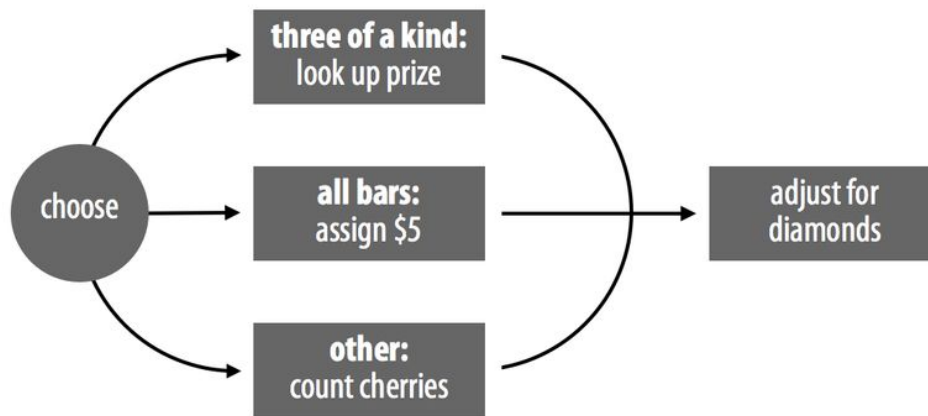 choose
three of a kind:
look up prize
all bars:
assign $5
other:
count cherries
adjust for
diamonds